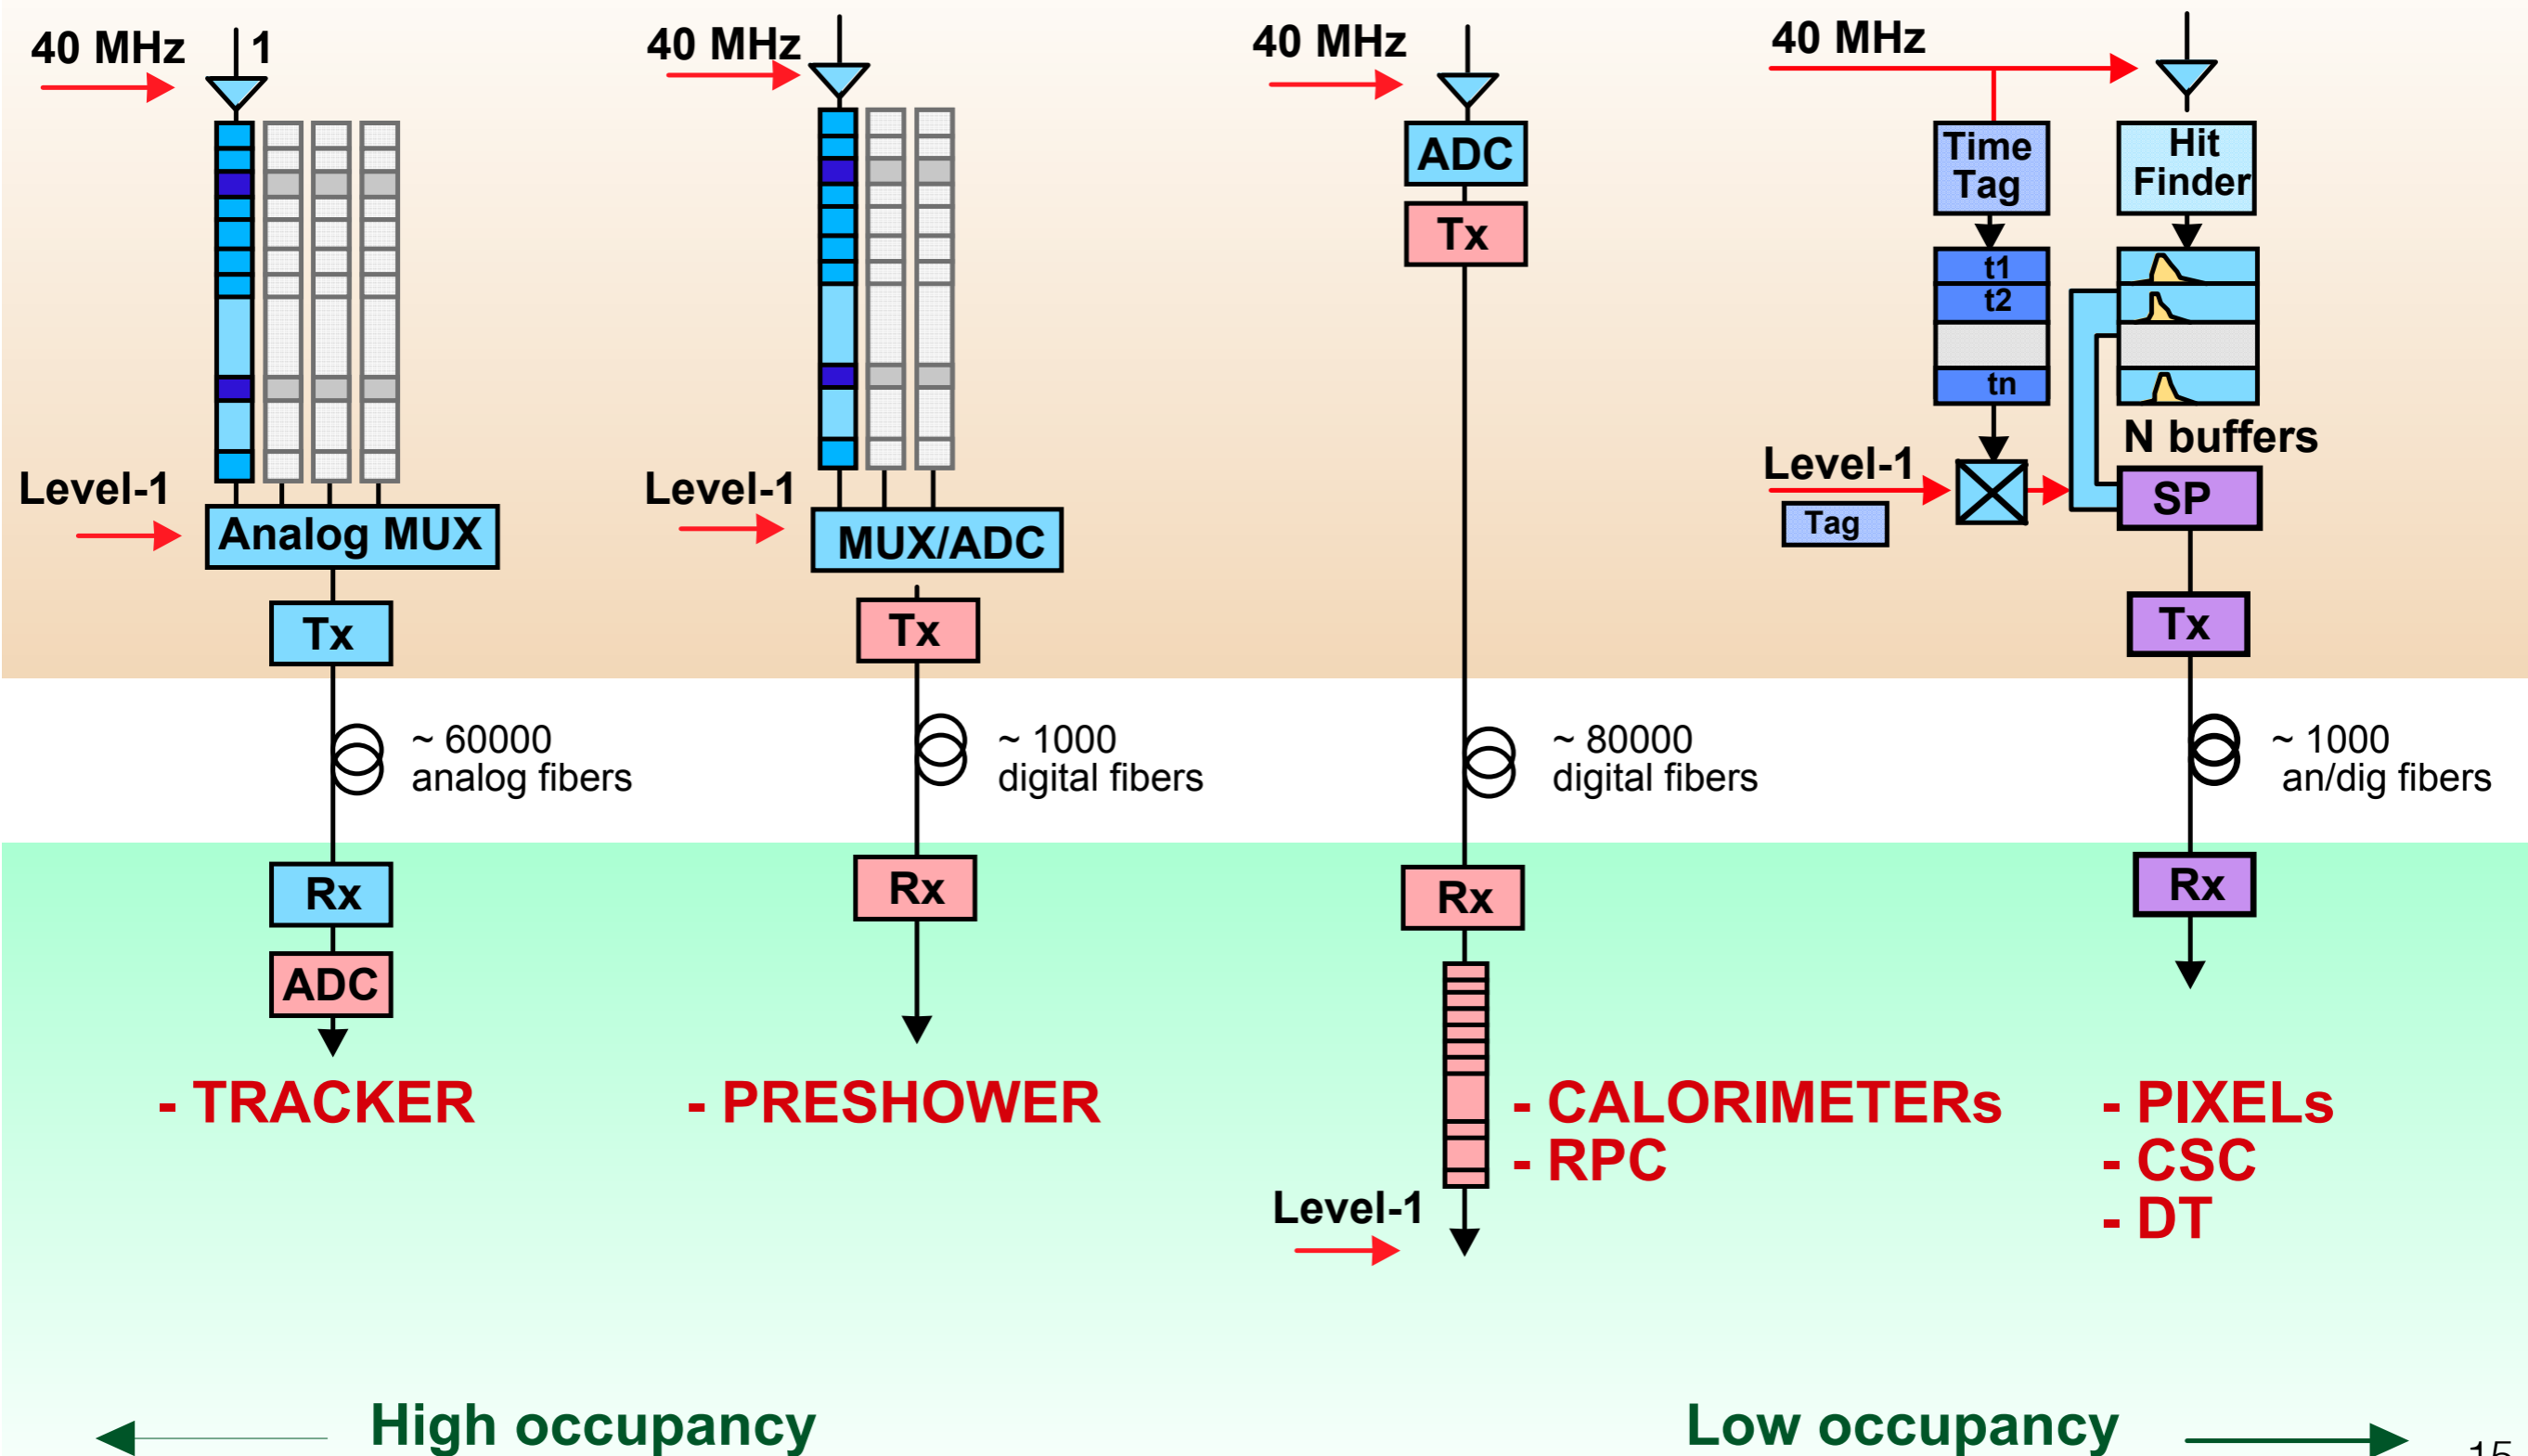 40 MHz
1
Level-1
Analog MUX
Tx
~ 60000
analog fibers
Rx
ADC
- TRACKER
40 MHz
Level-1
MUX/ADC
Tx
~ 1000
digital fibers
Rx
- PRESHOWER
40 MHz
ADC
Tx
~ 80000
digital fibers
Rx
- CALORIMETERs
- RPC
Level-1
40 MHz
Time
Tag
Hit
Finder
t1
t2
tn
N buffers
Level-1
Tag
SP
Tx
~ 1000
an/dig fibers
Rx
- PIXELs
- CSC
- DT
High occupancy
Low occupancy
15